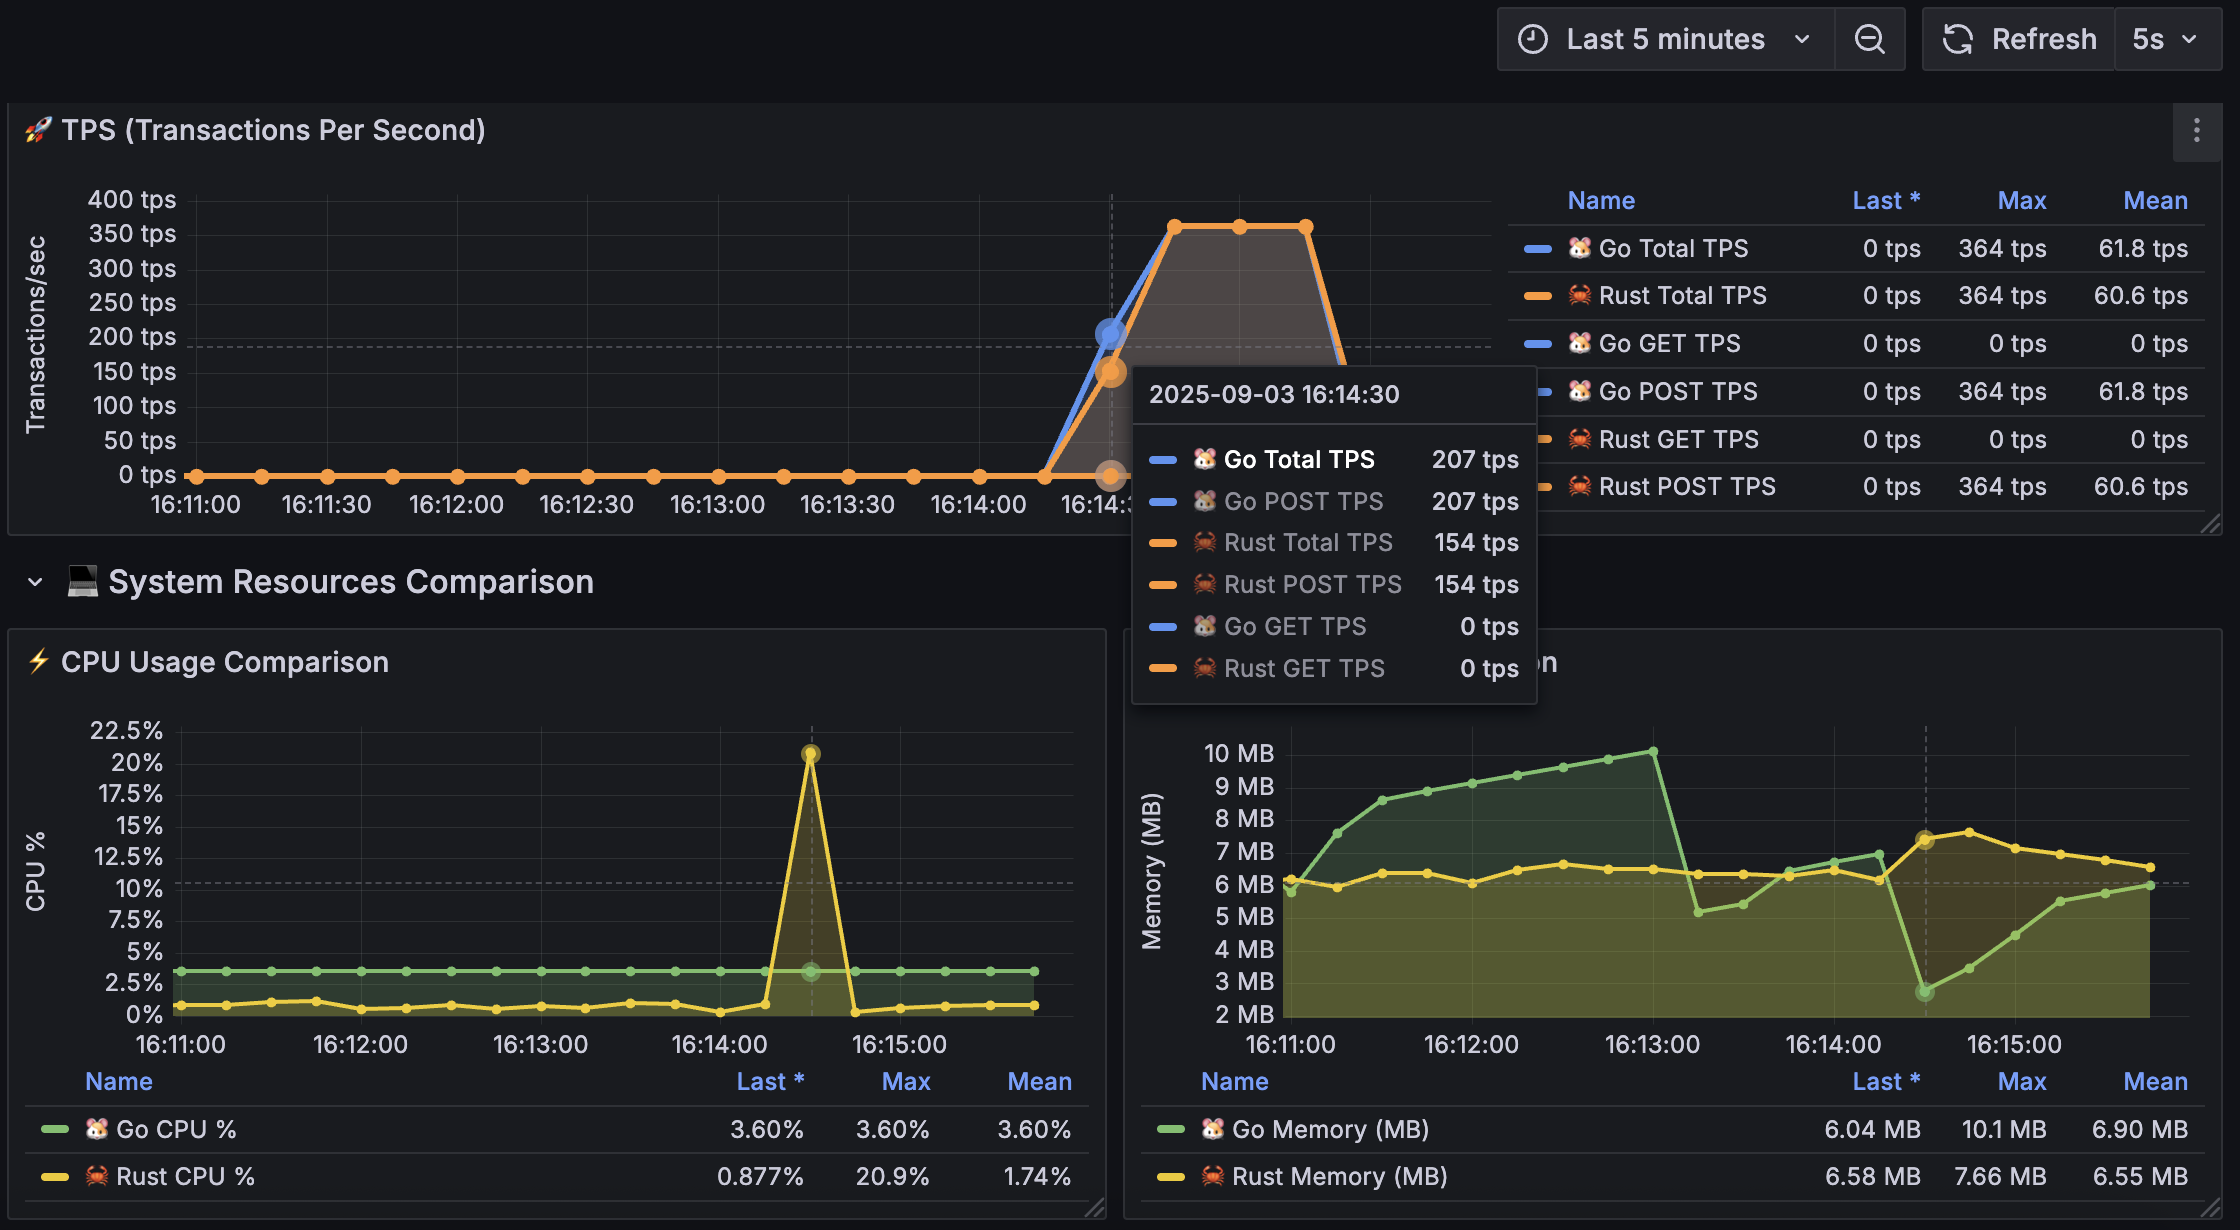 Last 5 minutes
Refresh
5s
🚀 TPS (Transactions Per Second)
Transactions/sec
400 tps
350 tps
300 tps
250 tps
200 tps
150 tps
100 tps
50 tps
0 tps
16:11:00 16:11:30 16:12:00 16:12:30 16:13:00 16:13:30 16:14:00 16:14:3
Name Last * Max Mean
🐹 Go Total TPS 0 tps 364 tps 61.8 tps
🦀 Rust Total TPS 0 tps 364 tps 60.6 tps
🐹 Go GET TPS 0 tps 0 tps 0 tps
🐹 Go POST TPS 0 tps 364 tps 61.8 tps
🦀 Rust GET TPS 0 tps 0 tps 0 tps
🦀 Rust POST TPS 0 tps 364 tps 60.6 tps
2025-09-03 16:14:30
🐹 Go Total TPS 207 tps
🐹 Go POST TPS 207 tps
🦀 Rust Total TPS 154 tps
🦀 Rust POST TPS 154 tps
🐹 Go GET TPS 0 tps
🦀 Rust GET TPS 0 tps
💻 System Resources Comparison
⚡ CPU Usage Comparison
CPU %
22.5%
20%
17.5%
15%
12.5%
10%
7.5%
5%
2.5%
0%
16:11:00 16:12:00 16:13:00 16:14:00 16:15:00
Name Last * Max Mean
🐹 Go CPU % 3.60% 3.60% 3.60%
🦀 Rust CPU % 0.877% 20.9% 1.74%
n
Memory (MB)
10 MB
9 MB
8 MB
7 MB
6 MB
5 MB
4 MB
3 MB
2 MB
16:11:00 16:12:00 16:13:00 16:14:00 16:15:00
Name Last * Max Mean
🐹 Go Memory (MB) 6.04 MB 10.1 MB 6.90 MB
🦀 Rust Memory (MB) 6.58 MB 7.66 MB 6.55 MB